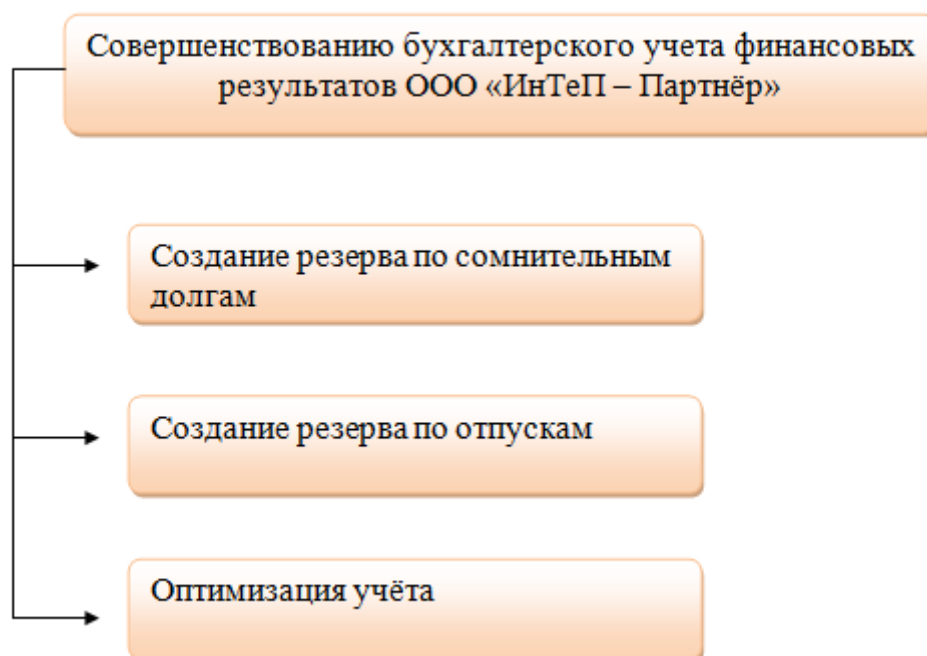 Совершенствованию бухгалтерского учета финансовых
результатов ООО «ИнТеП – Партнёр»
Создание резерва по сомнительным
долгам
Создание резерва по отпускам
Оптимизация учёта